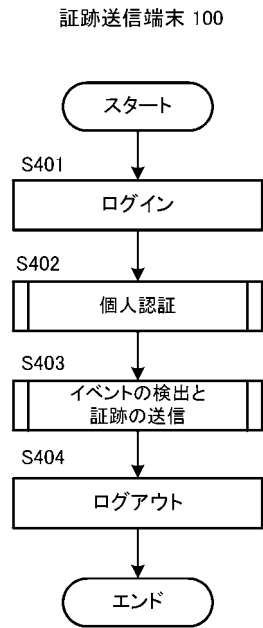 証跡送信端末 100
スタート
S401
ログイン
S402
個人認証
S403
イベントの検出と
証跡の送信
S404
ログアウト
エンド